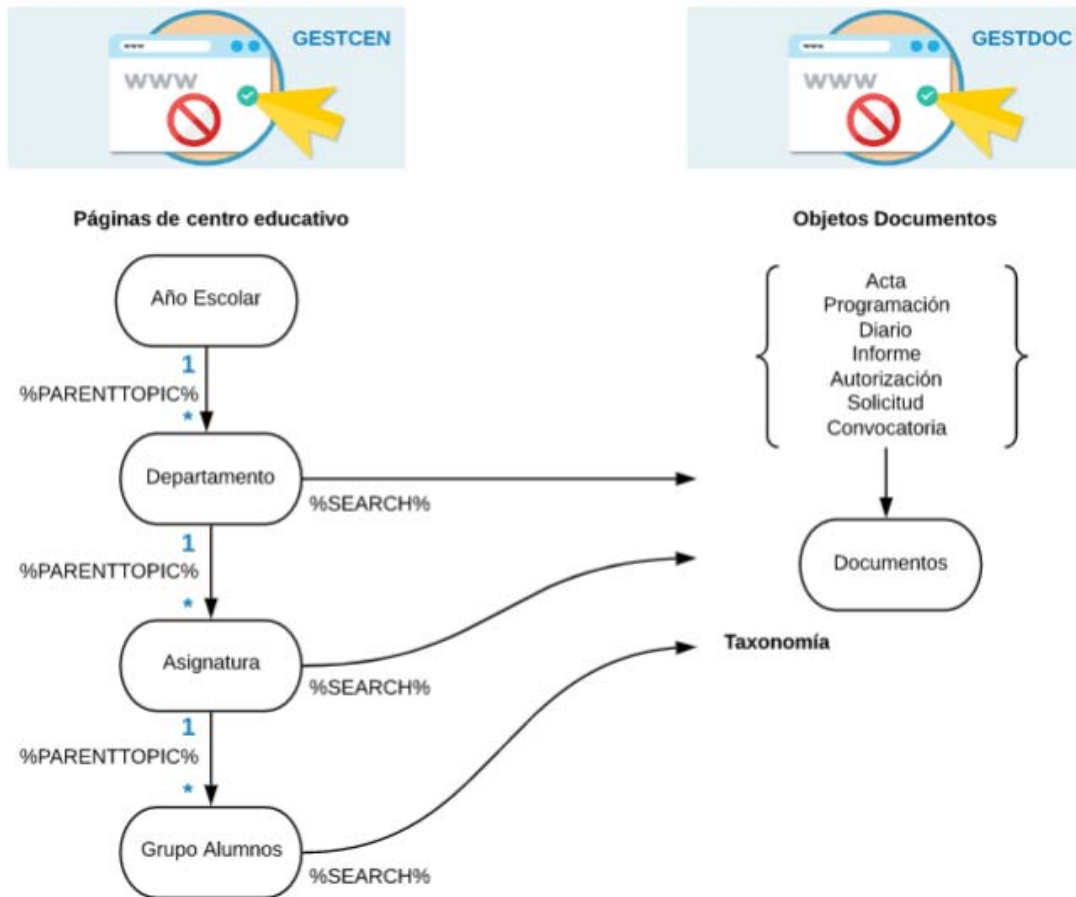 GESTCEN
www
www
GESTDOC
www
www
Páginas de centro educativo
Objetos Documentos
Año Escolar
1
%PARENTTOPIC%
*
Departamento
%SEARCH%
1
%PARENTTOPIC%
*
Asignatura
%SEARCH%
1
%PARENTTOPIC%
*
Grupo Alumnos
%SEARCH%
Acta
Programación
Diario
Informe
Autorización
Solicitud
Convocatoria
Documentos
Taxonomía